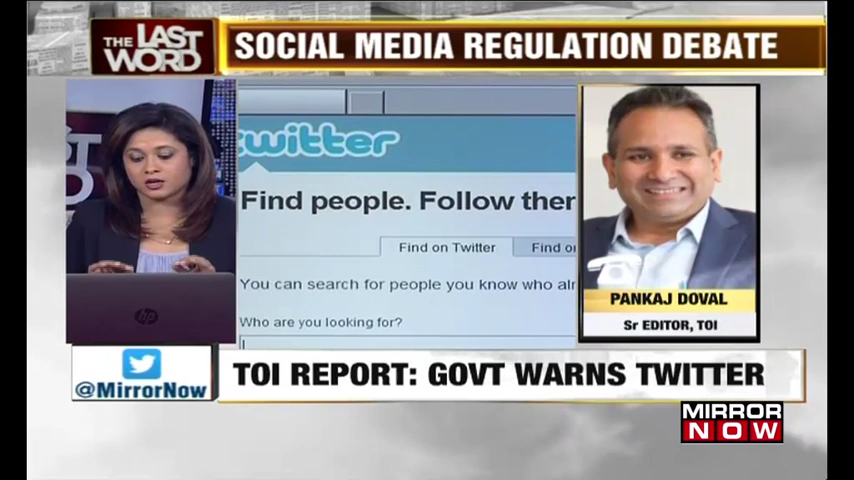 THE LAST WORD
SOCIAL MEDIA REGULATION DEBATE
twitter
Find people. Follow
Find on Twitter
Find
You can search for people you know who
Who are you looking for?
hp
PANKAJ DOVAL
Sr EDITOR, TOI
@MirrorNow
TOI REPORT: GOVT WARNS TWITTER
MIRROR
NOW